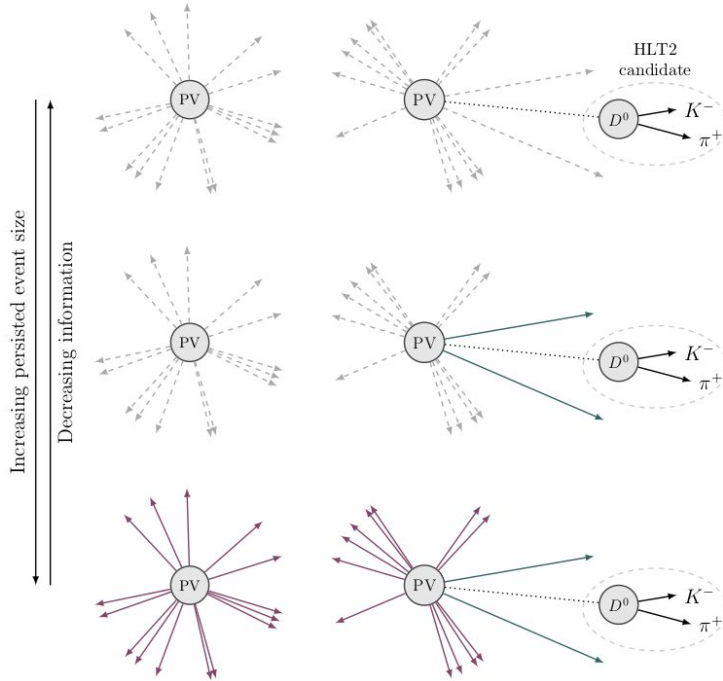 HLT2
candidate
PV
PV
D⁰
K⁻
π⁺
Increasing persisted event size
Decreasing information
PV
PV
D⁰
K⁻
π⁺
PV
PV
D⁰
K⁻
π⁺